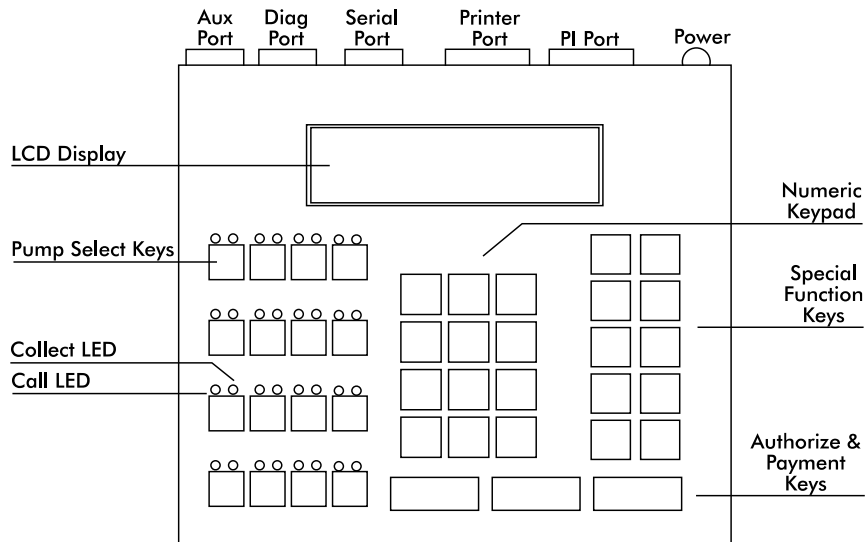 Aux
Port
Diag
Port
Serial
Port
Printer
Port
PI Port
Power
LCD Display
Numeric
Keypad
Pump Select Keys
Special
Function
Keys
Collect LED
Call LED
Authorize &
Payment
Keys